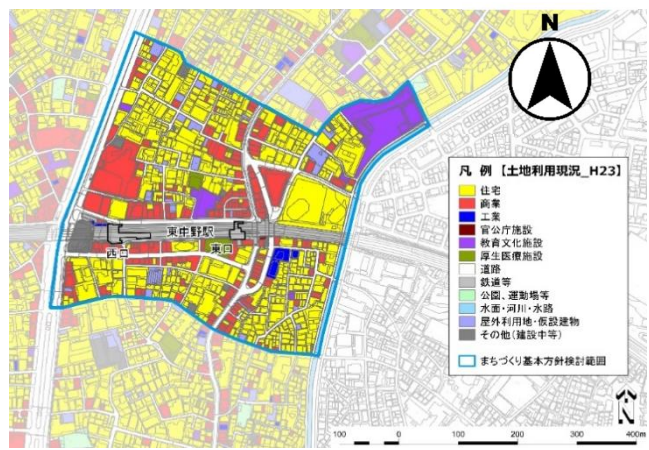 N
凡 例 【土地利用現況_H23】
住宅
商業
工業
官公庁施設
教育文化施設
厚生医療施設
道路
鉄道等
公園、運動場等
水面・河川・水路
屋外利用地・仮設建物
その他(建設中等)
まちづくり基本方針検討範囲
東中野駅
西口
東口
N
100 0 100 200 300 400m